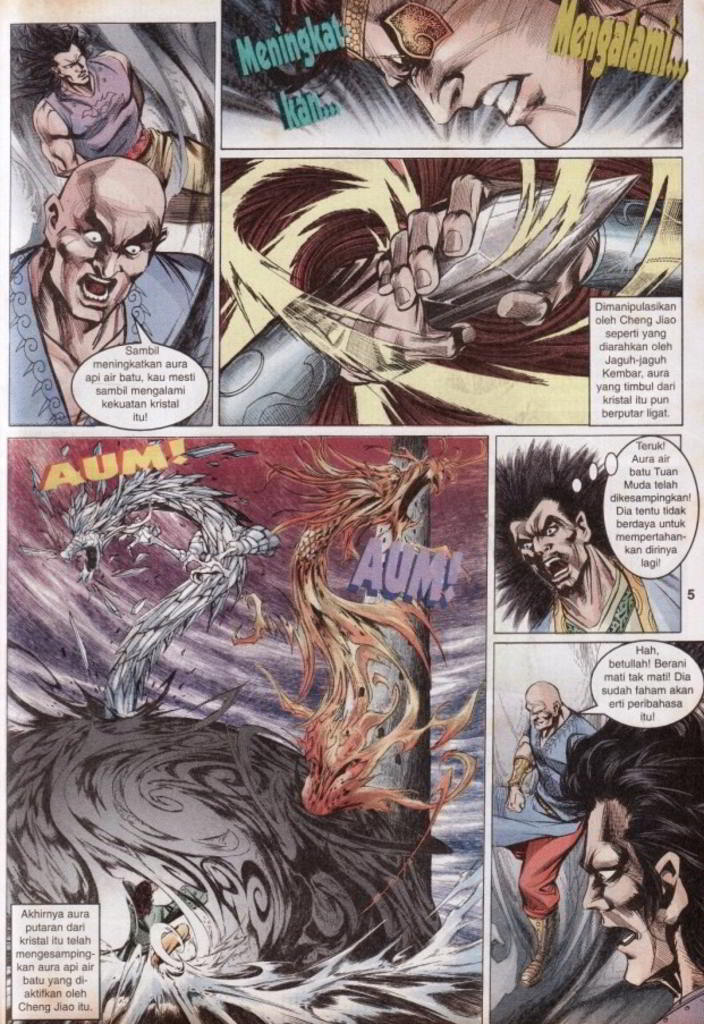 Meningkat
kan...
Mengalami...
Sambil
meningkatkan aura
api air batu, kau mesti
sambil mengalami
kekuatan kristal
itu!
Dimanipulasikan
oleh Cheng Jiao
seperti yang
diarahkan oleh
Jaguh-jaguh
Kembar, aura
yang timbul dari
kristal itu pun
berputar ligat.
AUM!
AUM!
Akhirnya aura
putaran dari
kristal itu telah
mengesamping-
kan aura api air
batu yang di-
aktifkan oleh
Cheng Jiao itu.
Teruk!
Aura air
batu Tuan
Muda telah
dikesampingkan!
Dia tentu tidak
berdaya untuk
mempertahan-
kan dirinya
lagi!
5
Hah,
betullah! Berani
mati tak mati! Dia
sudah faham akan
erti peribahasa
itu!